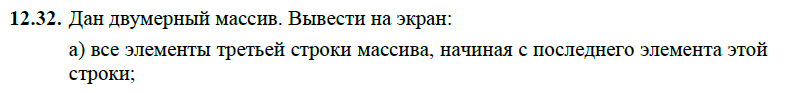 12.32. Дан двумерный массив. Вывести на экран:
а) все элементы третьей строки массива, начиная с последнего элемента этой
строки;